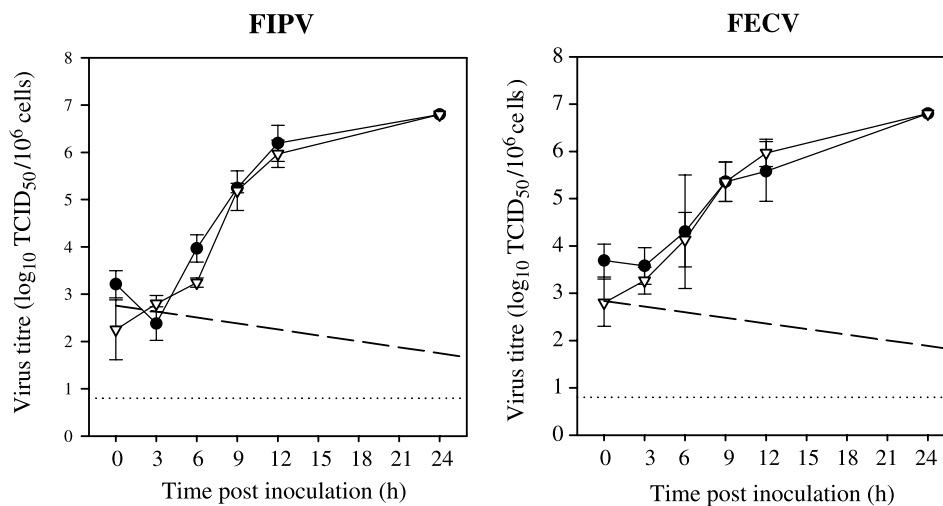 FIPV
FECV
Virus titre (log10 TCID50/10^6 cells)
8
7
6
5
4
3
2
1
0
0 3 6 9 12 15 18 21 24
Time post inoculation (h)
Virus titre (log10 TCID50/10^6 cells)
8
7
6
5
4
3
2
1
0
0 3 6 9 12 15 18 21 24
Time post inoculation (h)